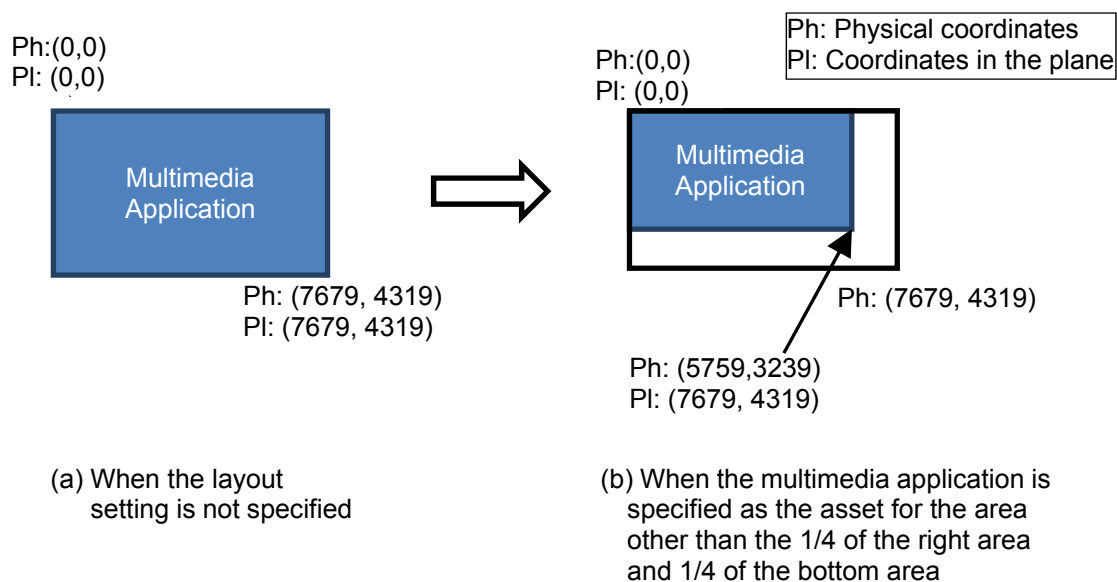 Ph: Physical coordinates
Pl: Coordinates in the plane
Ph:(0,0)
Pl: (0,0)
Multimedia
Application
Ph: (7679, 4319)
Pl: (7679, 4319)
Ph:(0,0)
Pl: (0,0)
Multimedia
Application
Ph: (7679, 4319)
Ph: (5759,3239)
Pl: (7679, 4319)
(a) When the layout
setting is not specified
(b) When the multimedia application is
specified as the asset for the area
other than the 1/4 of the right area
and 1/4 of the bottom area